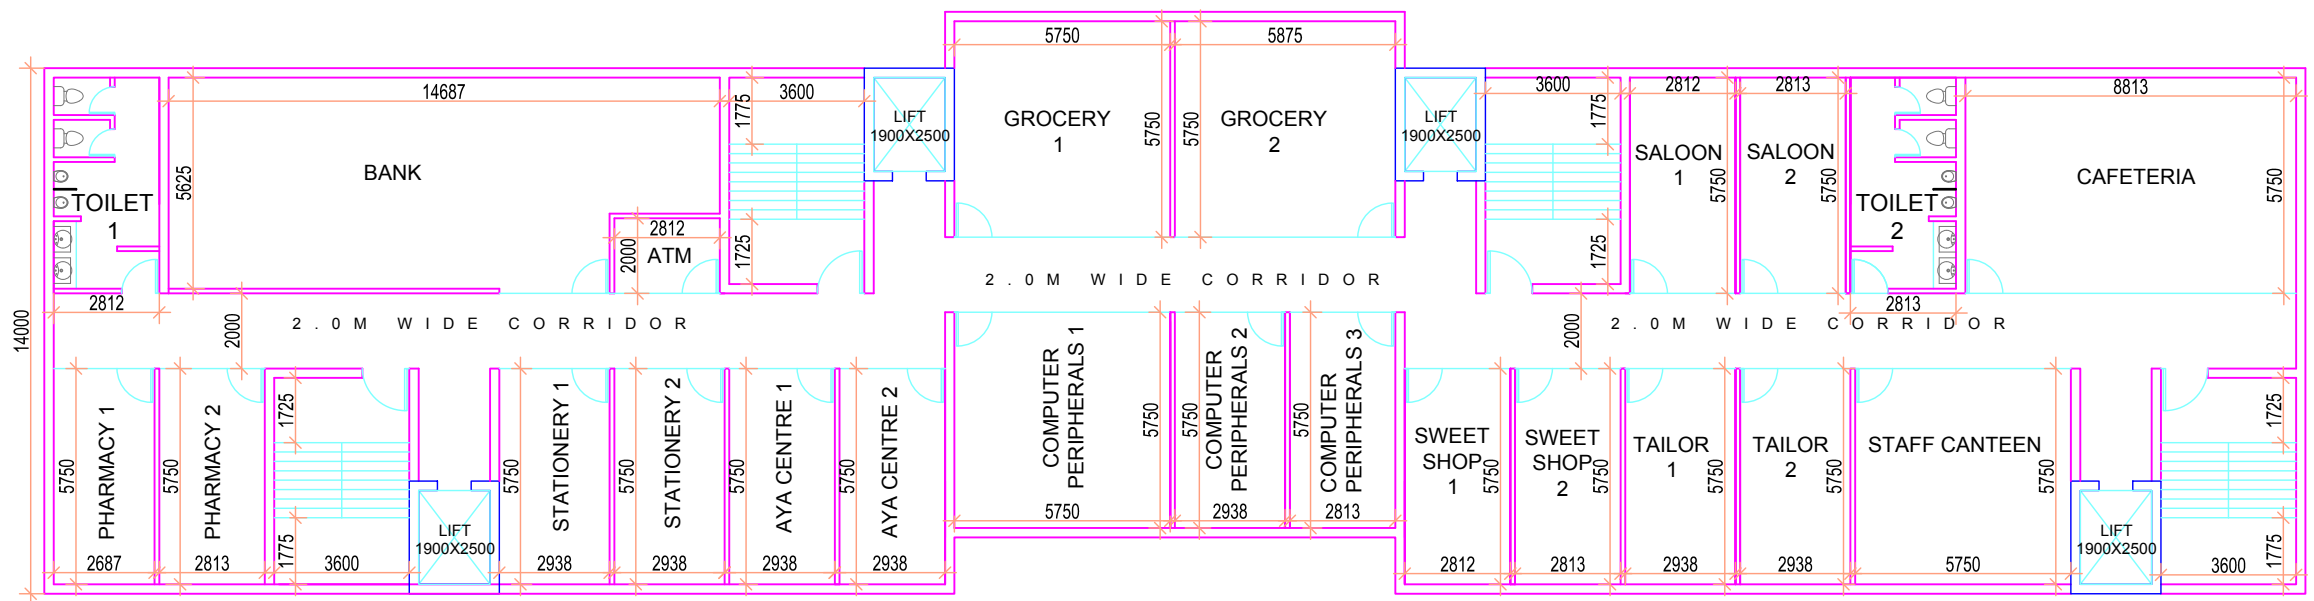 5750
5875
14687
3600
3600
2812
2813
8813
1775
5750
5750
1775
LIFT
1900X2500
GROCERY
1
GROCERY
2
LIFT
1900X2500
BANK
5625
SALOON
1
5750
SALOON
2
5750
CAFETERIA
5750
TOILET
1
TOILET
2
2812
ATM
2000
1725
1725
2.0M WIDE CORRIDOR
2812
2813
14000
2000
2.0M WIDE CORRIDOR
2000
2.0M WIDE CORRIDOR
PHARMACY 1
5750
2687
PHARMACY 2
5750
2813
1725
1775
3600
LIFT
1900X2500
STATIONERY 1
5750
2938
STATIONERY 2
5750
2938
AYA CENTRE 1
5750
2938
AYA CENTRE 2
5750
2938
COMPUTER
PERIPHERALS 1
5750
5750
COMPUTER
PERIPHERALS 2
5750
2938
COMPUTER
PERIPHERALS 3
5750
2813
SWEET
SHOP
1
5750
2812
SWEET
SHOP
2
5750
2813
TAILOR
1
5750
2938
TAILOR
2
5750
2938
STAFF CANTEEN
5750
5750
LIFT
1900X2500
1725
1775
3600